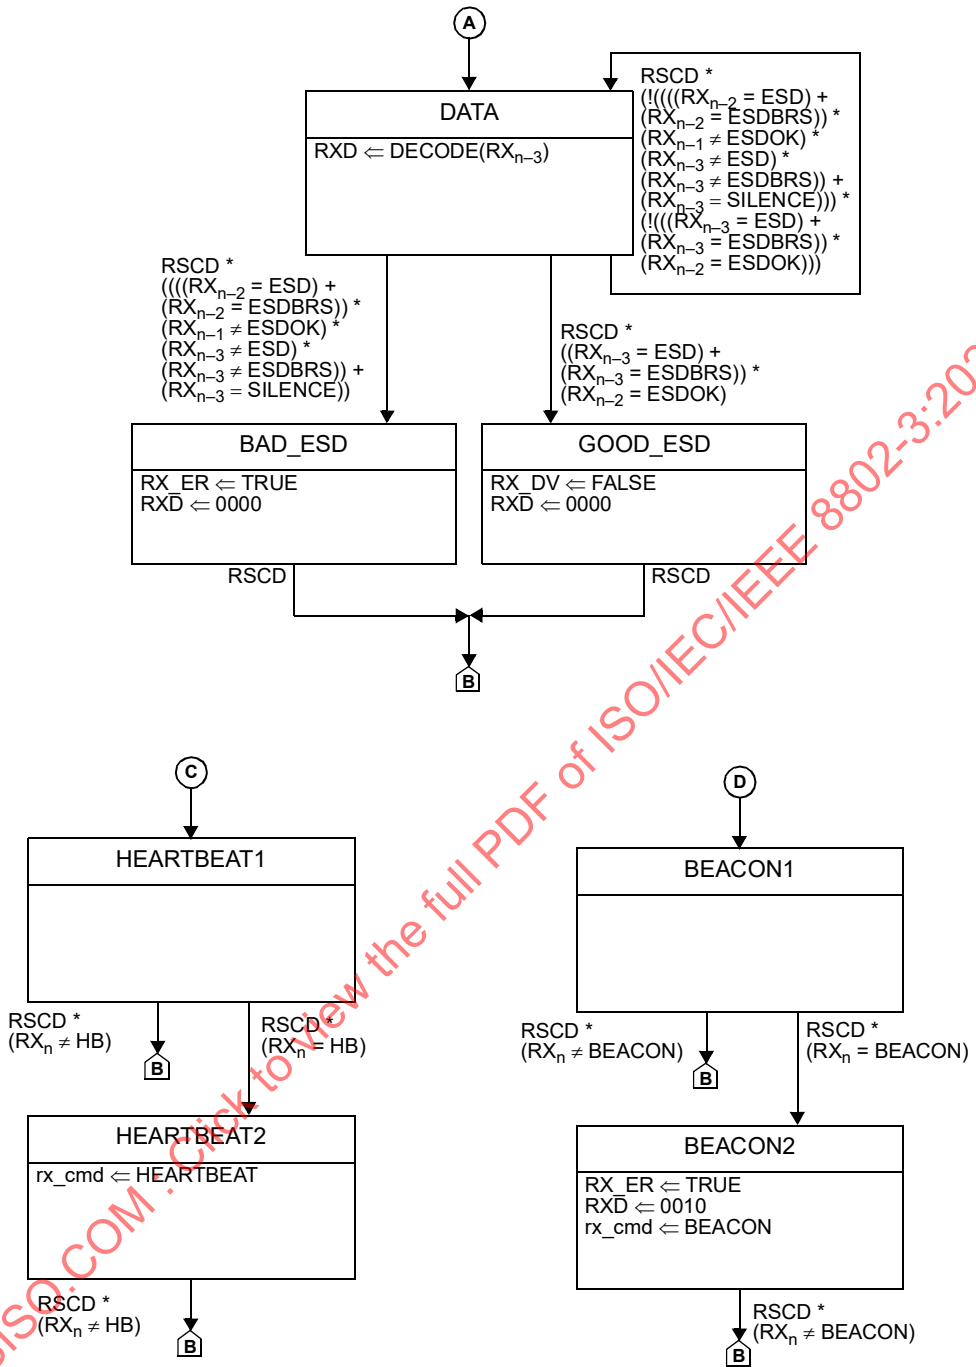 A
DATA
RXD ⇐ DECODE(RXn–3)
RSCD *
(!((((RXn–2 = ESD) +
(RXn–2 = ESDBRS)) *
(RXn–1 ≠ ESDOK) *
(RXn–3 ≠ ESD) *
(RXn–3 ≠ ESDBRS)) +
(RXn–3 = SILENCE))) *
(!(((RXn–3 = ESD) +
(RXn–3 = ESDBRS)) *
(RXn–2 = ESDOK)))
RSCD *
((((RXn–2 = ESD) +
(RXn–2 = ESDBRS)) *
(RXn–1 ≠ ESDOK) *
(RXn–3 ≠ ESD) *
(RXn–3 ≠ ESDBRS)) +
(RXn–3 = SILENCE))
RSCD *
((RXn–3 = ESD) +
(RXn–3 = ESDBRS)) *
(RXn–2 = ESDOK)
BAD_ESD
RX_ER ⇐ TRUE
RXD ⇐ 0000
GOOD_ESD
RX_DV ⇐ FALSE
RXD ⇐ 0000
RSCD
RSCD
B
C
HEARTBEAT1
RSCD *
(RXn ≠ HB)
B
RSCD *
(RXn = HB)
HEARTBEAT2
rx_cmd ⇐ HEARTBEAT
RSCD *
(RXn ≠ HB)
B
D
BEACON1
RSCD *
(RXn ≠ BEACON)
B
RSCD *
(RXn = BEACON)
BEACON2
RX_ER ⇐ TRUE
RXD ⇐ 0010
rx_cmd ⇐ BEACON
RSCD *
(RXn ≠ BEACON)
B
ISO.COM : Click to view the full PDF of ISO/IEC/IEEE 8802-3:202